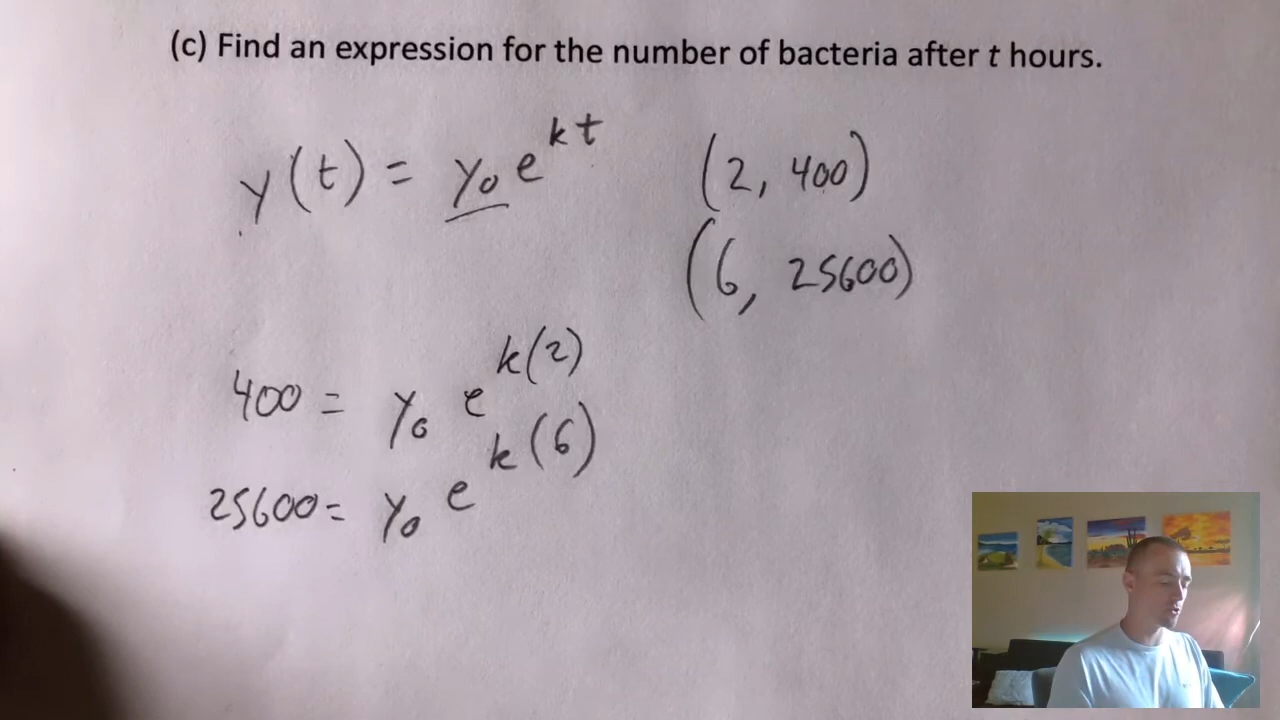 (c) Find an expression for the number of bacteria after t hours.
y(t) = y₀e^kt
(2, 400)
(6, 25600)
400 = y₀ e^k(2)
25600 = y₀ e^k(6)